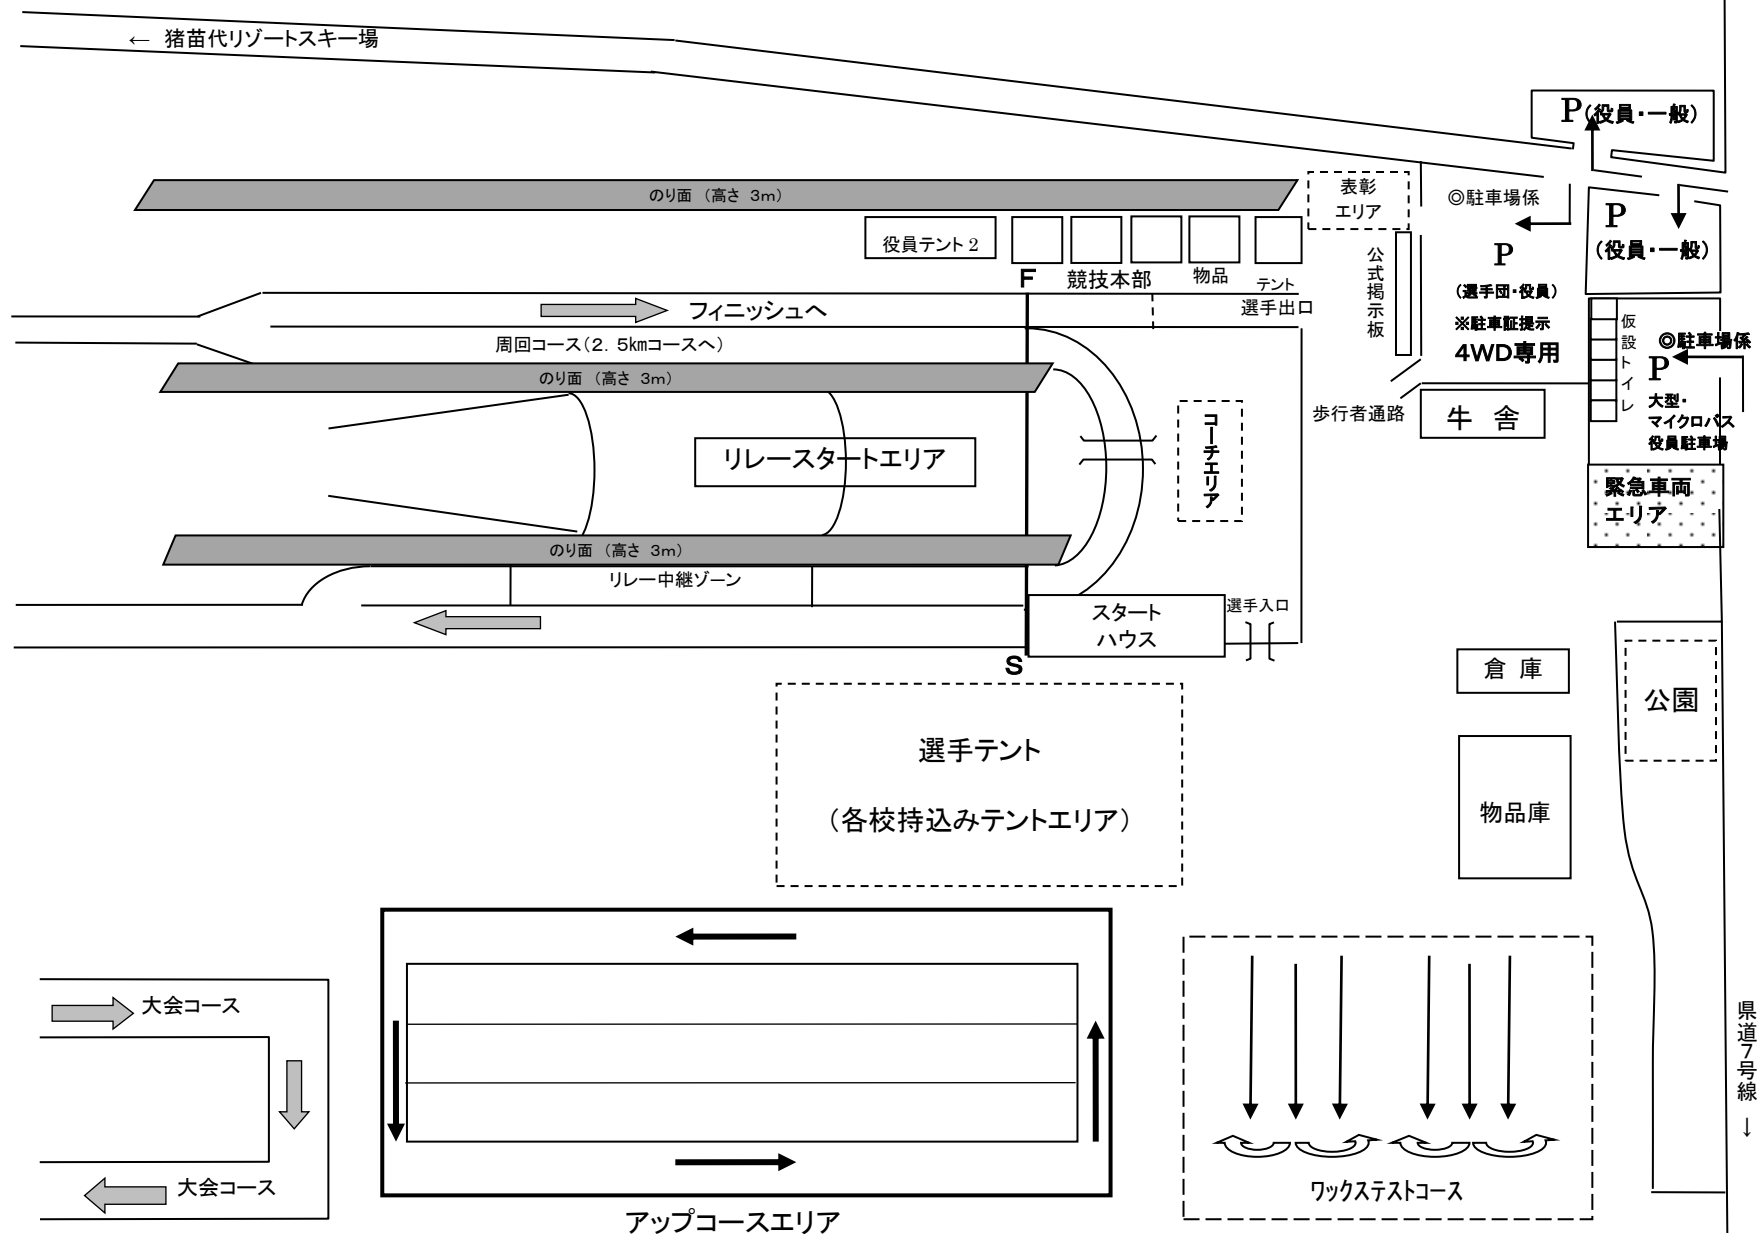 ← 猪苗代リゾートスキー場
P(役員・一般)
のり面 (高さ 3m)
表彰
エリア
◎駐車場係
P
(役員・一般)
役員テント２
F
競技本部
物品
テント
選手出口
公式掲示板
P
(選手団・役員)
※駐車証提示
4WD専用
フィニッシュへ
周回コース(2．5kmコースへ)
仮設トイレ
◎駐車場係
P
大型・
マイクロバス
役員駐車場
のり面 (高さ 3m)
歩行者通路
牛 舎
コーチエリア
リレースタートエリア
緊急車両
エリア
のり面 (高さ 3m)
リレー中継ゾーン
スタート
ハウス
選手入口
S
倉 庫
公園
選手テント
(各校持込みテントエリア)
物品庫
大会コース
大会コース
アップコースエリア
ワックステストコース
県道７号線 ↓